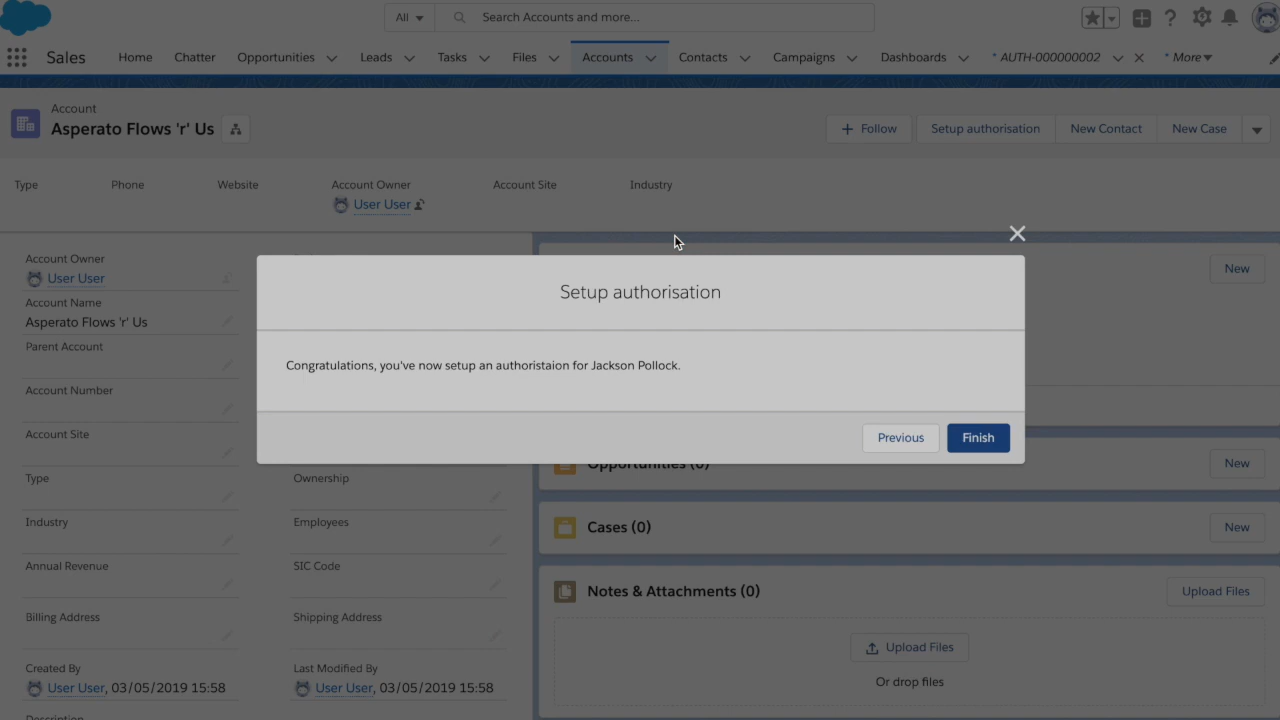 All
Search Accounts and more...
Sales
Home
Chatter
Opportunities
Leads
Tasks
Files
Accounts
Contacts
Campaigns
Dashboards
* AUTH-000000002
* More
Account
Asperato Flows 'r' Us
Follow
Setup authorisation
New Contact
New Case
Type
Phone
Website
Account Owner
Account Site
Industry
User User
Setup authorisation
Congratulations, you've now setup an authoristaion for Jackson Pollock.
Previous
Finish
Account Owner
User User
Account Name
Asperato Flows 'r' Us
Parent Account
Account Number
Account Site
Type
Ownership
Industry
Employees
Annual Revenue
SIC Code
Billing Address
Shipping Address
Created By
User User, 03/05/2019 15:58
Last Modified By
User User, 03/05/2019 15:58
Description
New
Opportunities (0)
New
Cases (0)
New
Notes & Attachments (0)
Upload Files
Upload Files
Or drop files